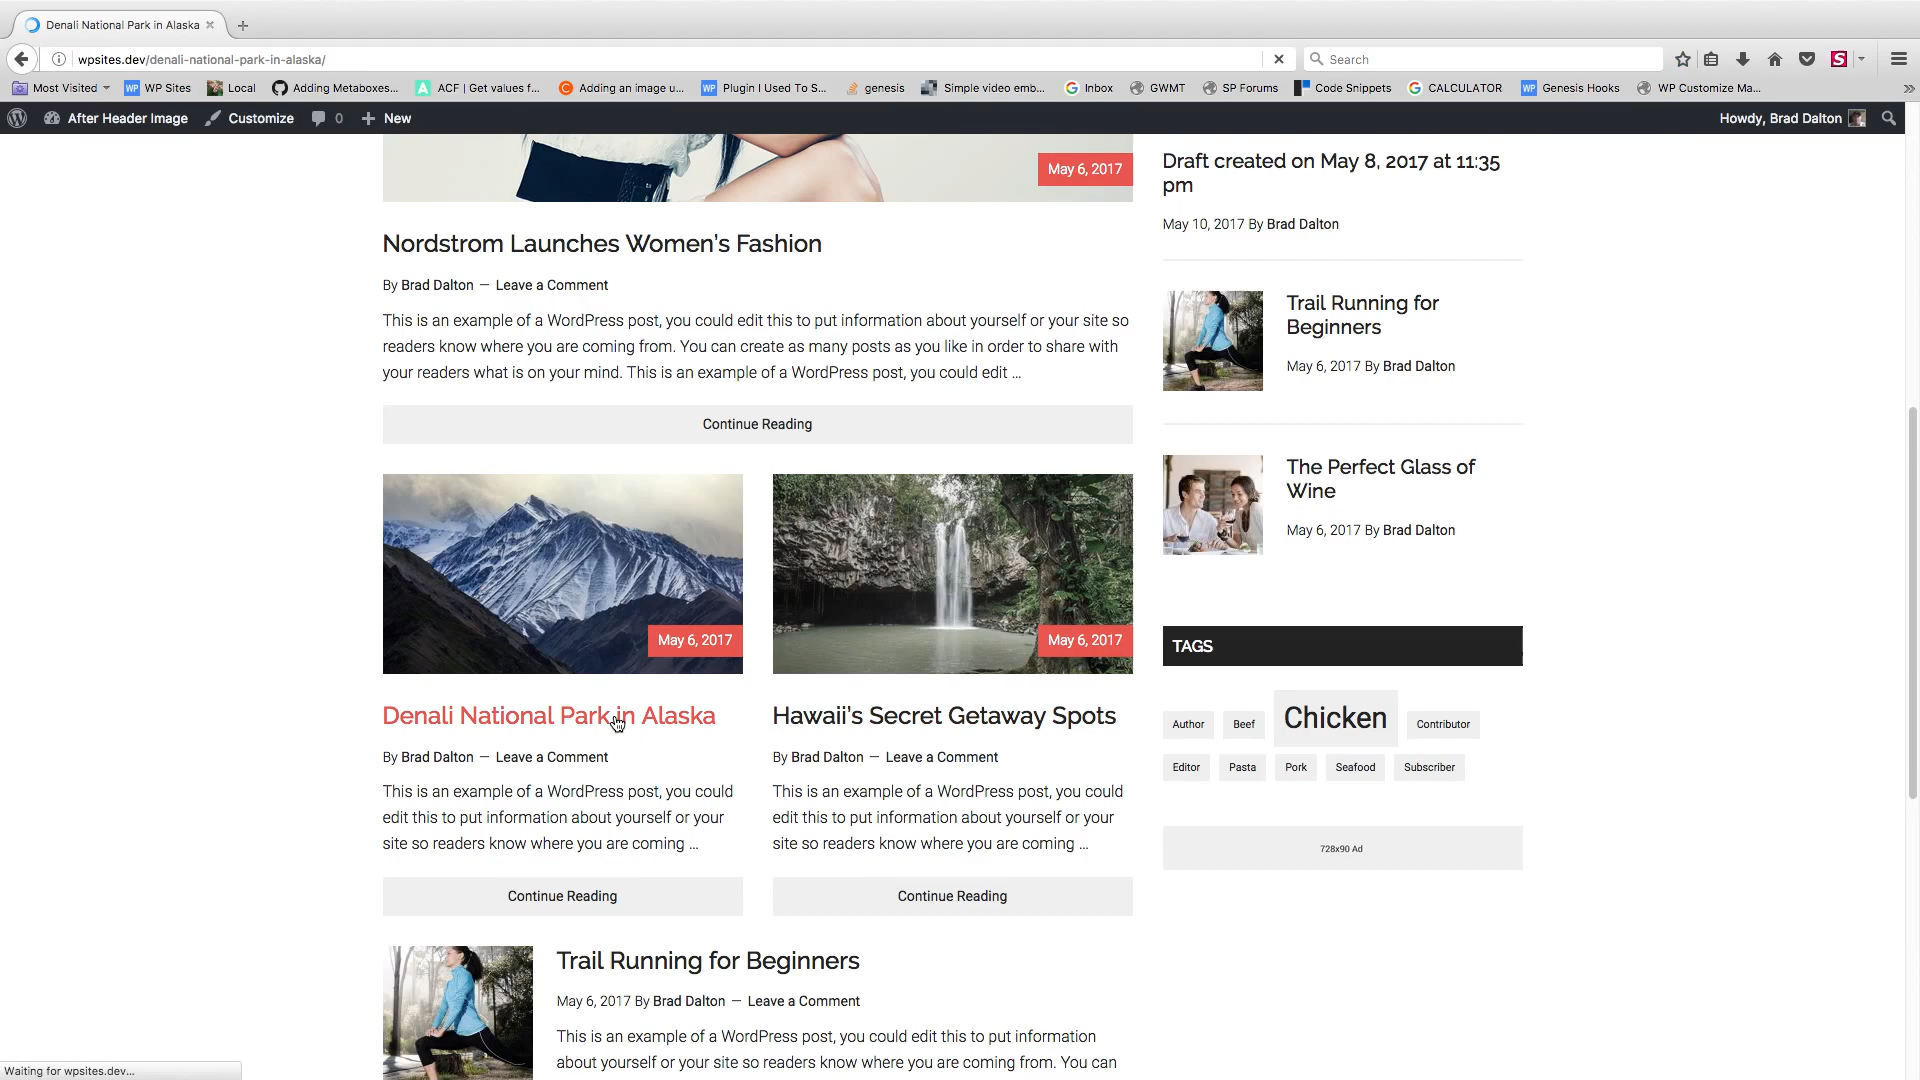 Denali National Park in Alaska
wpsites.dev/denali-national-park-in-alaska/
Search
Most Visited
WP Sites
Local
Adding Metaboxes...
ACF | Get values f...
Adding an image u...
Plugin I Used To S...
genesis
Simple video emb...
Inbox
GWMT
SP Forums
Code Snippets
CALCULATOR
Genesis Hooks
WP Customize Ma...
After Header Image
Customize
0
New
Howdy, Brad Dalton
May 6, 2017
Nordstrom Launches Women's Fashion
By Brad Dalton — Leave a Comment
This is an example of a WordPress post, you could edit this to put information about yourself or your site so
readers know where you are coming from. You can create as many posts as you like in order to share with
your readers what is on your mind. This is an example of a WordPress post, you could edit ...
Continue Reading
May 6, 2017
Denali National Park in Alaska
By Brad Dalton — Leave a Comment
This is an example of a WordPress post, you could
edit this to put information about yourself or your
site so readers know where you are coming ...
Continue Reading
May 6, 2017
Hawaii's Secret Getaway Spots
By Brad Dalton — Leave a Comment
This is an example of a WordPress post, you could
edit this to put information about yourself or your
site so readers know where you are coming ...
Continue Reading
Trail Running for Beginners
May 6, 2017 By Brad Dalton — Leave a Comment
This is an example of a WordPress post, you could edit this to put information
about yourself or your site so readers know where you are coming from. You can
Draft created on May 8, 2017 at 11:35
pm
May 10, 2017 By Brad Dalton
Trail Running for
Beginners
May 6, 2017 By Brad Dalton
The Perfect Glass of
Wine
May 6, 2017 By Brad Dalton
TAGS
Author
Beef
Chicken
Contributor
Editor
Pasta
Pork
Seafood
Subscriber
728x90 Ad
Waiting for wpsites.dev...